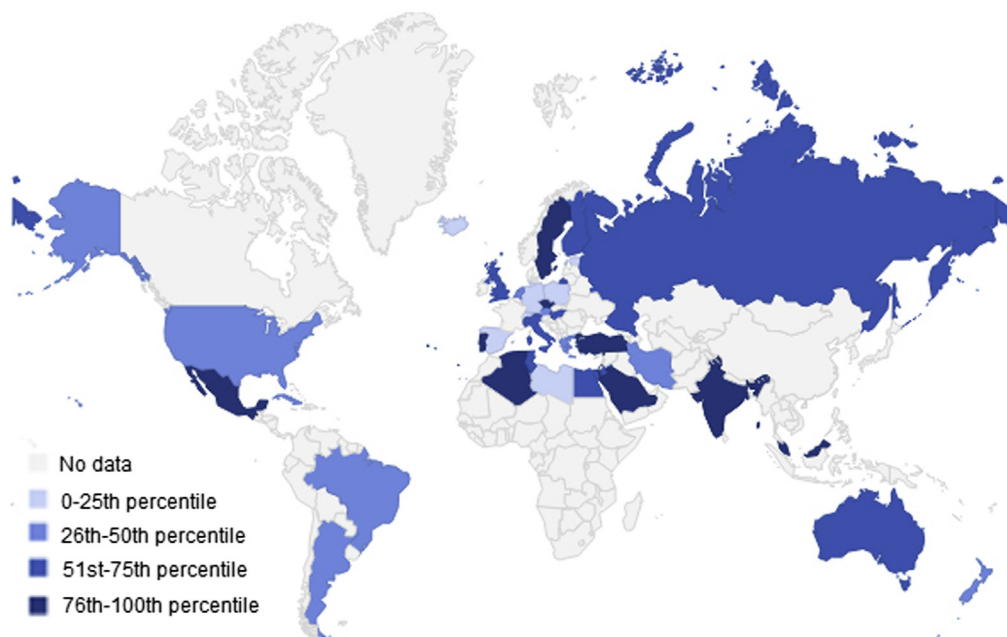 No data
0-25th percentile
26th-50th percentile
51st-75th percentile
76th-100th percentile